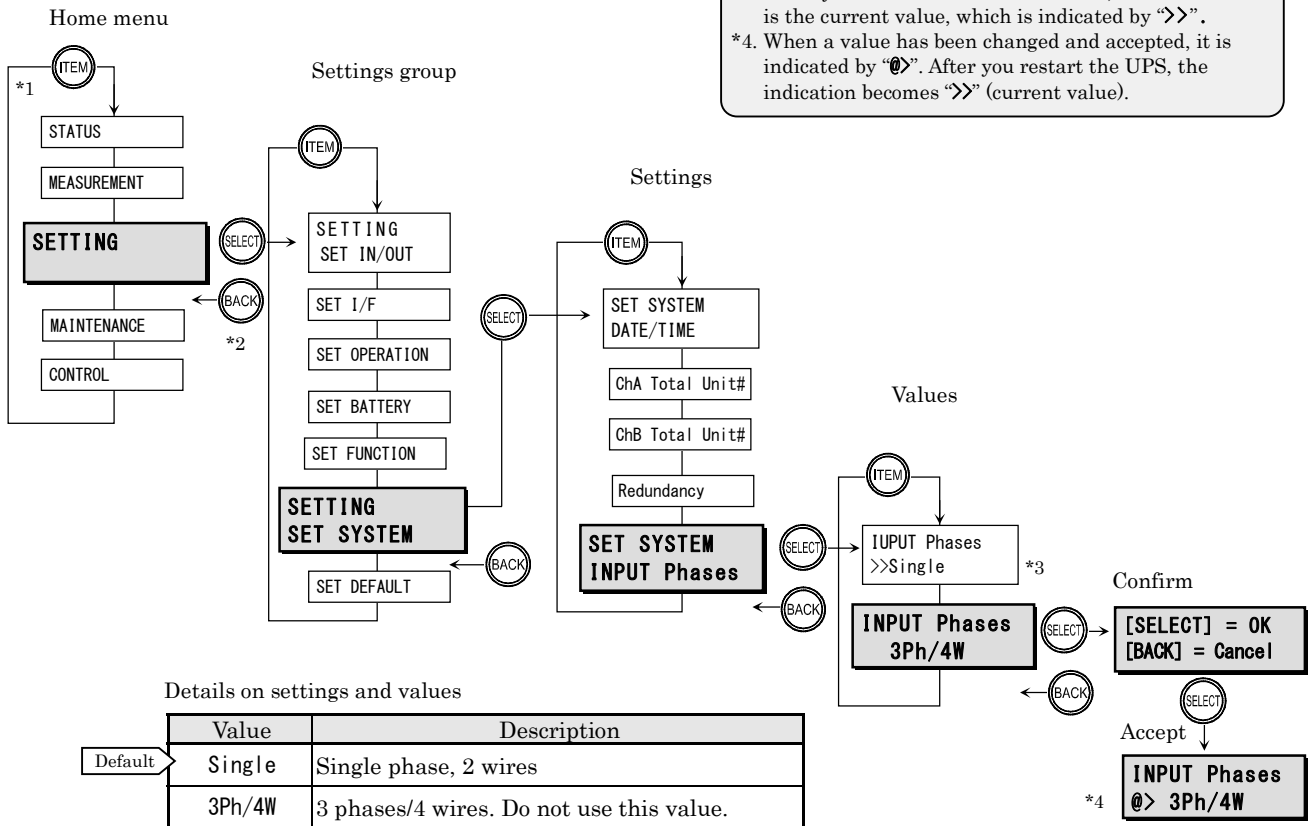 is the current value, which is indicated by “>>”.
*4. When a value has been changed and accepted, it is
indicated by “@>”. After you restart the UPS, the
indication becomes “>>” (current value).
Home menu
ITEM
*1
STATUS
MEASUREMENT
SETTING
SELECT
BACK
*2
MAINTENANCE
CONTROL
Settings group
ITEM
SETTING
SET IN/OUT
SET I/F
SET OPERATION
SET BATTERY
SET FUNCTION
SETTING
SET SYSTEM
SET DEFAULT
SELECT
BACK
Settings
ITEM
SET SYSTEM
DATE/TIME
ChA Total Unit#
ChB Total Unit#
Redundancy
SET SYSTEM
INPUT Phases
SELECT
BACK
Values
ITEM
IUPUT Phases
>>Single
*3
INPUT Phases
3Ph/4W
SELECT
BACK
Confirm
[SELECT] = OK
[BACK] = Cancel
SELECT
Accept
INPUT Phases
@> 3Ph/4W
*4
Details on settings and values
Value Description
Default
Single Single phase, 2 wires
3Ph/4W 3 phases/4 wires. Do not use this value.